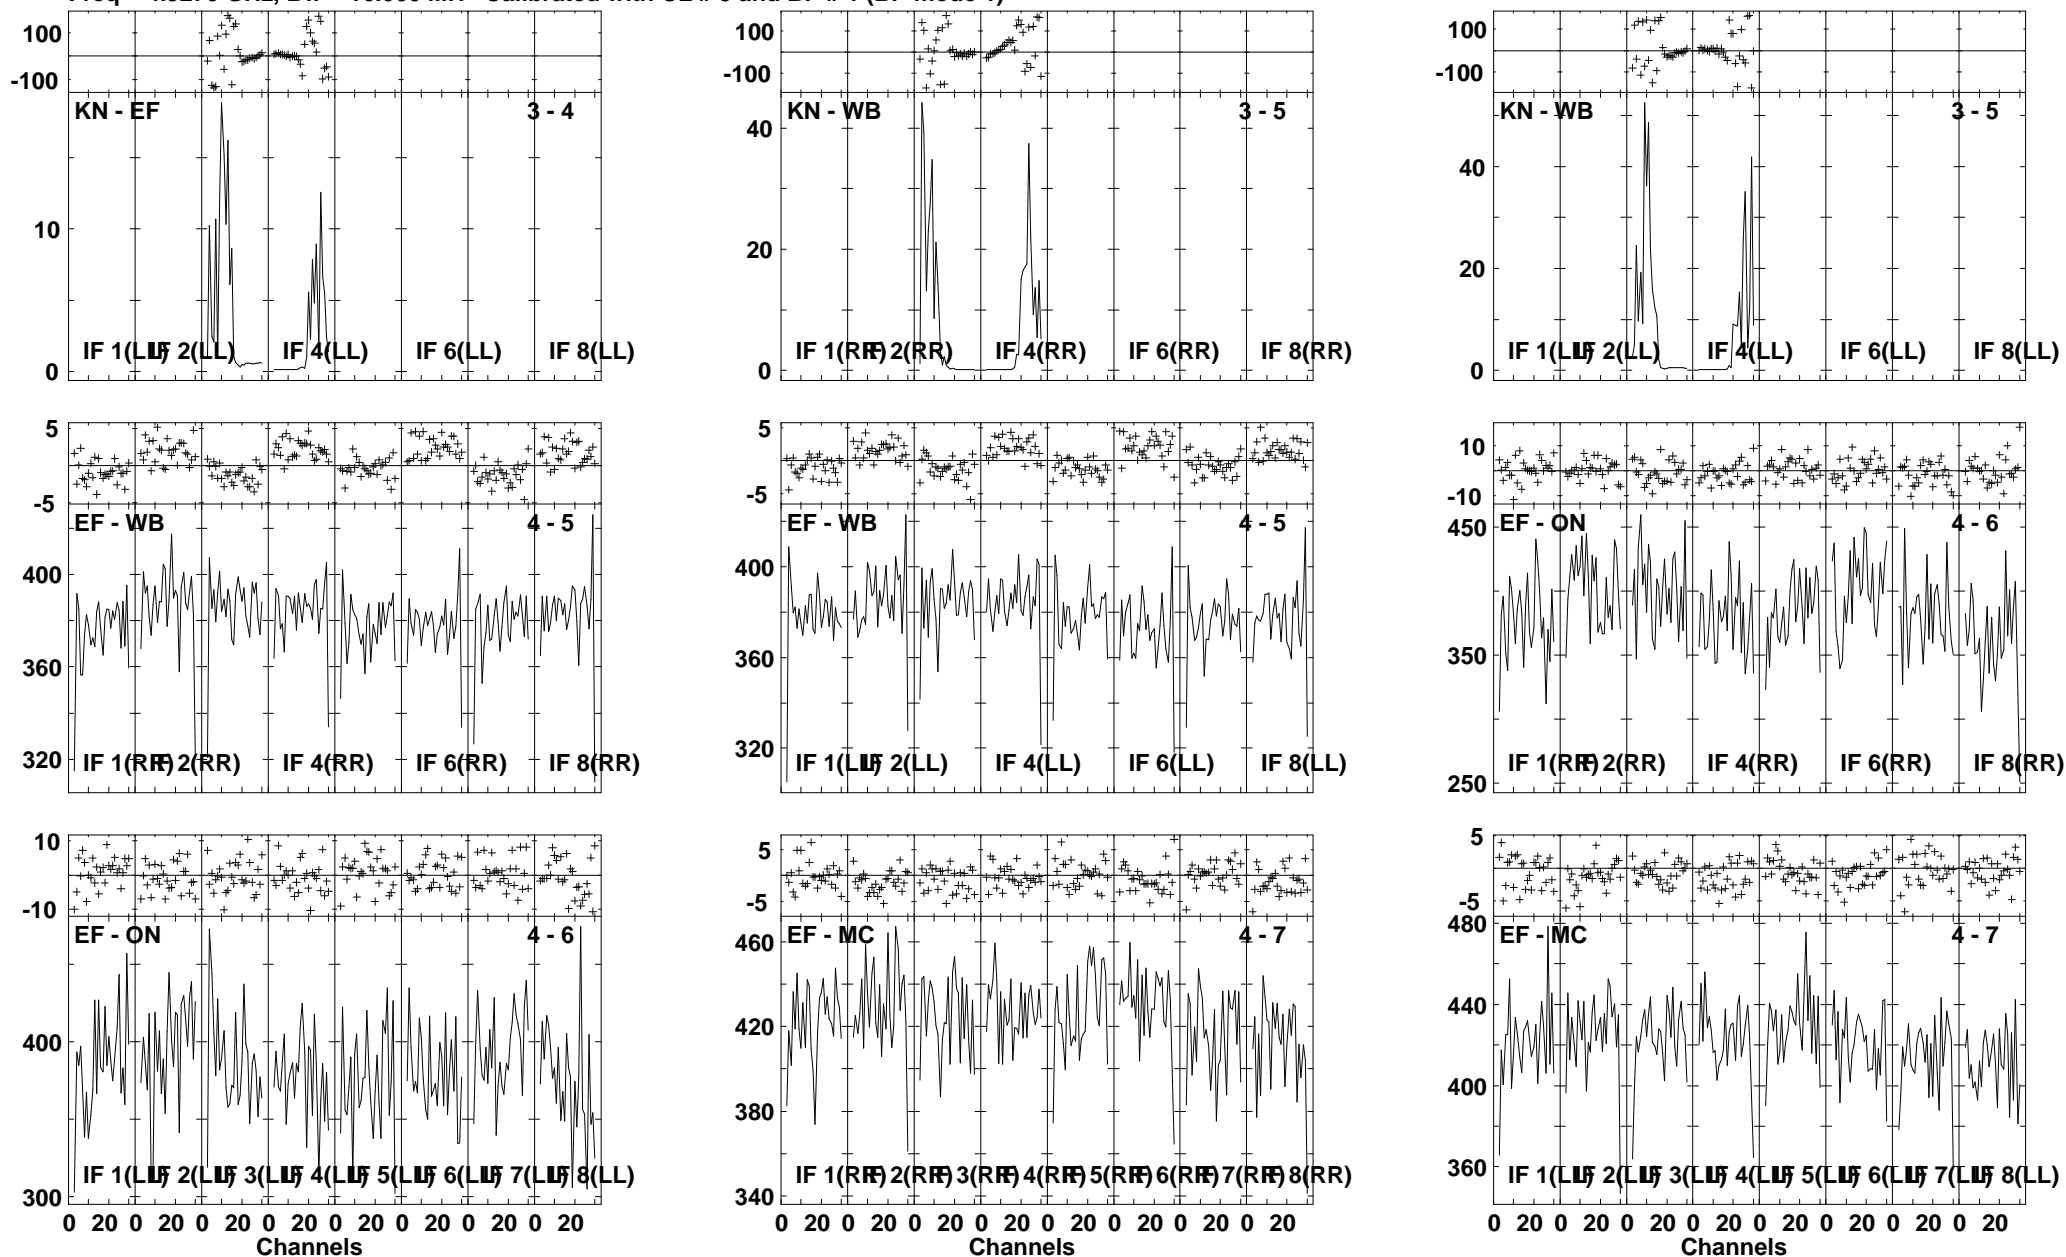 100 100 100
-100 -100 -100
KN - EF 3 - 4 KN - WB 3 - 5 KN - WB 3 - 5
40
40
10
20 20
IF 1(LL) IF 2(LL) IF 4(LL) IF 6(LL) IF 8(LL) IF 1(RR) IF 2(RR) IF 4(RR) IF 6(RR) IF 8(RR) IF 1(LL) IF 2(LL) IF 4(LL) IF 6(LL) IF 8(LL)
0 0 0
5 5 10
-5 -5 -10
EF - WB 4 - 5 EF - WB 4 - 5 EF - ON 4 - 6
450
400 400
360 360 350
320 320
IF 1(RR) IF 2(RR) IF 4(RR) IF 6(RR) IF 8(RR) IF 1(LL) IF 2(LL) IF 4(LL) IF 6(LL) IF 8(LL) IF 1(RR) IF 2(RR) IF 4(RR) IF 6(RR) IF 8(RR)
250
10 5 5
-10 -5 -5
EF - ON 4 - 6 EF - MC 4 - 7 EF - MC 4 - 7
480
460
440
400 420 400
380
360
IF 1(LL) IF 2(LL) IF 3(LL) IF 4(LL) IF 5(LL) IF 6(LL) IF 7(LL) IF 8(LL) IF 1(RR) IF 2(RR) IF 3(RR) IF 4(RR) IF 5(RR) IF 6(RR) IF 7(RR) IF 8(RR) IF 1(LL) IF 2(LL) IF 3(LL) IF 4(LL) IF 5(LL) IF 6(LL) IF 7(LL) IF 8(LL)
300 340
0 20 0 20 0 20 0 20 0 20 0 20 0 20 0 20 0 20 0 20 0 20 0 20 0 20 0 20 0 20 0 20 0 20 0 20 0 20 0 20 0 20 0 20 0 20 0 20
Channels Channels Channels